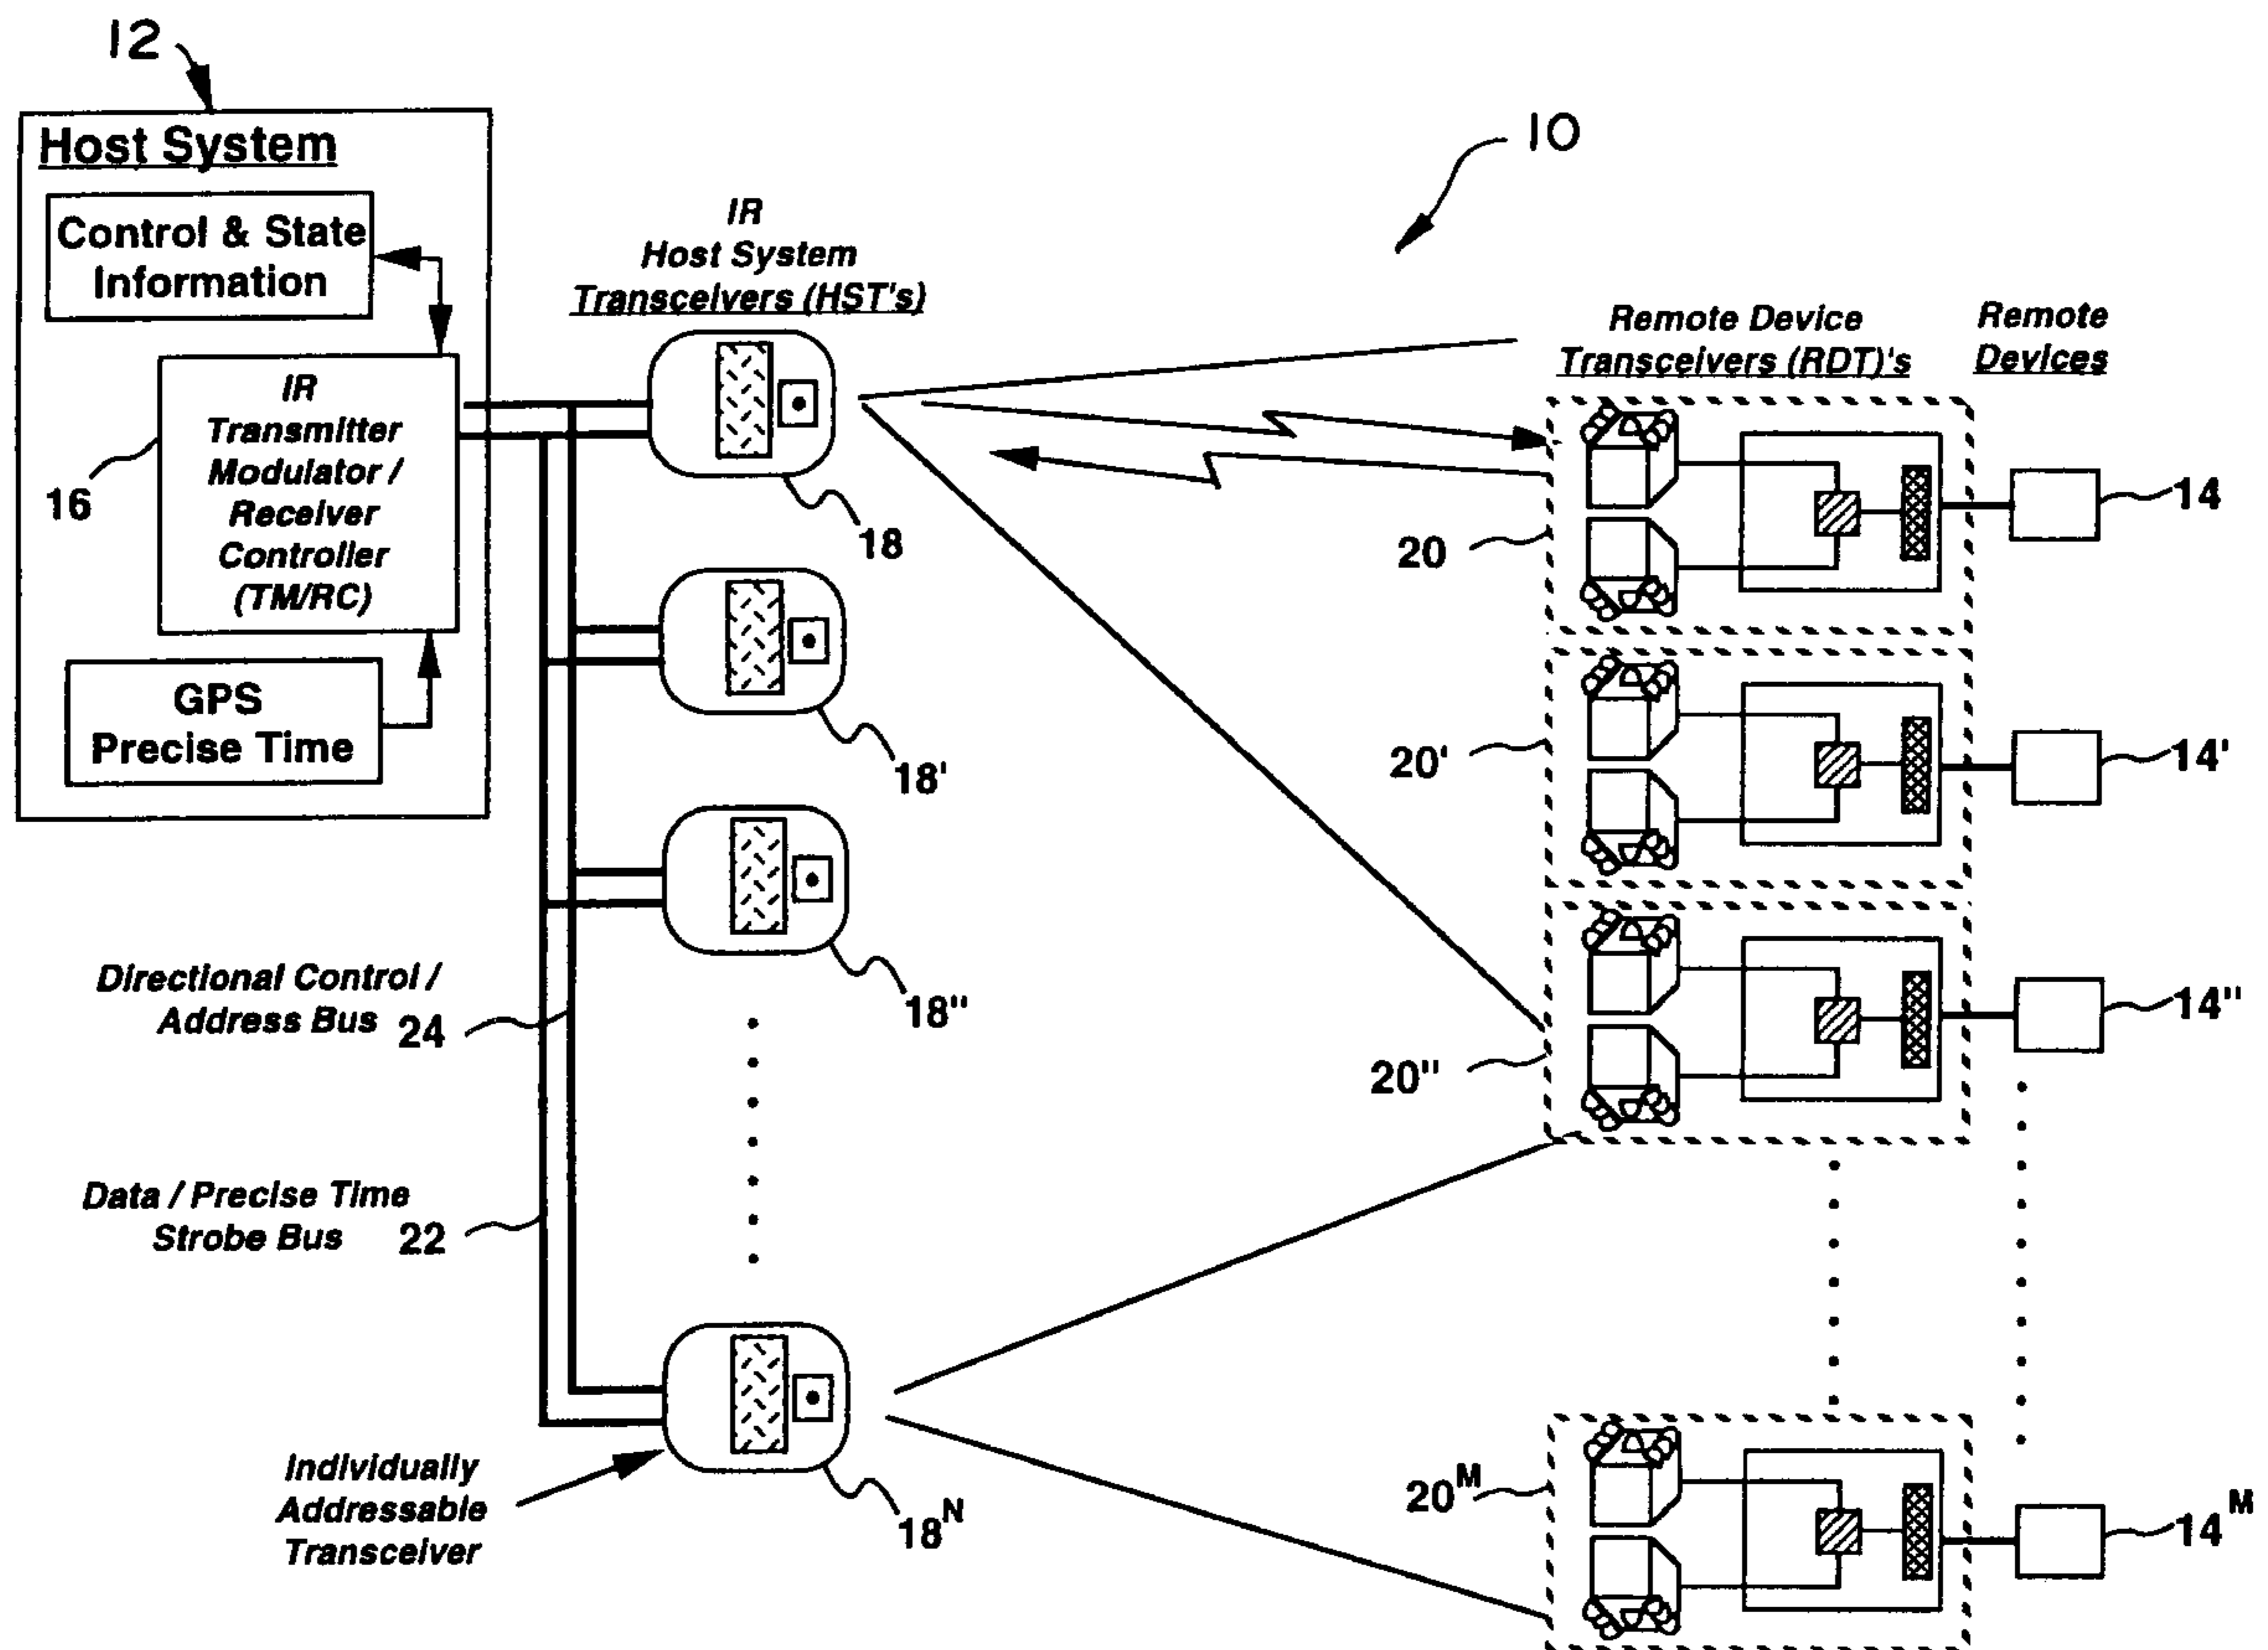 12
Host System
Control & State
Information
IR
Transmitter
Modulator /
Receiver
Controller
(TM/RC)
16
GPS
Precise Time
IR
Host System
Transceivers (HST's)
10
Remote Device
Transceivers (RDT)'s
Remote
Devices
18
18'
18"
18N
20
20'
20"
20M
14
14'
14"
14M
Directional Control /
Address Bus 24
Data / Precise Time
Strobe Bus 22
Individually
Addressable
Transceiver